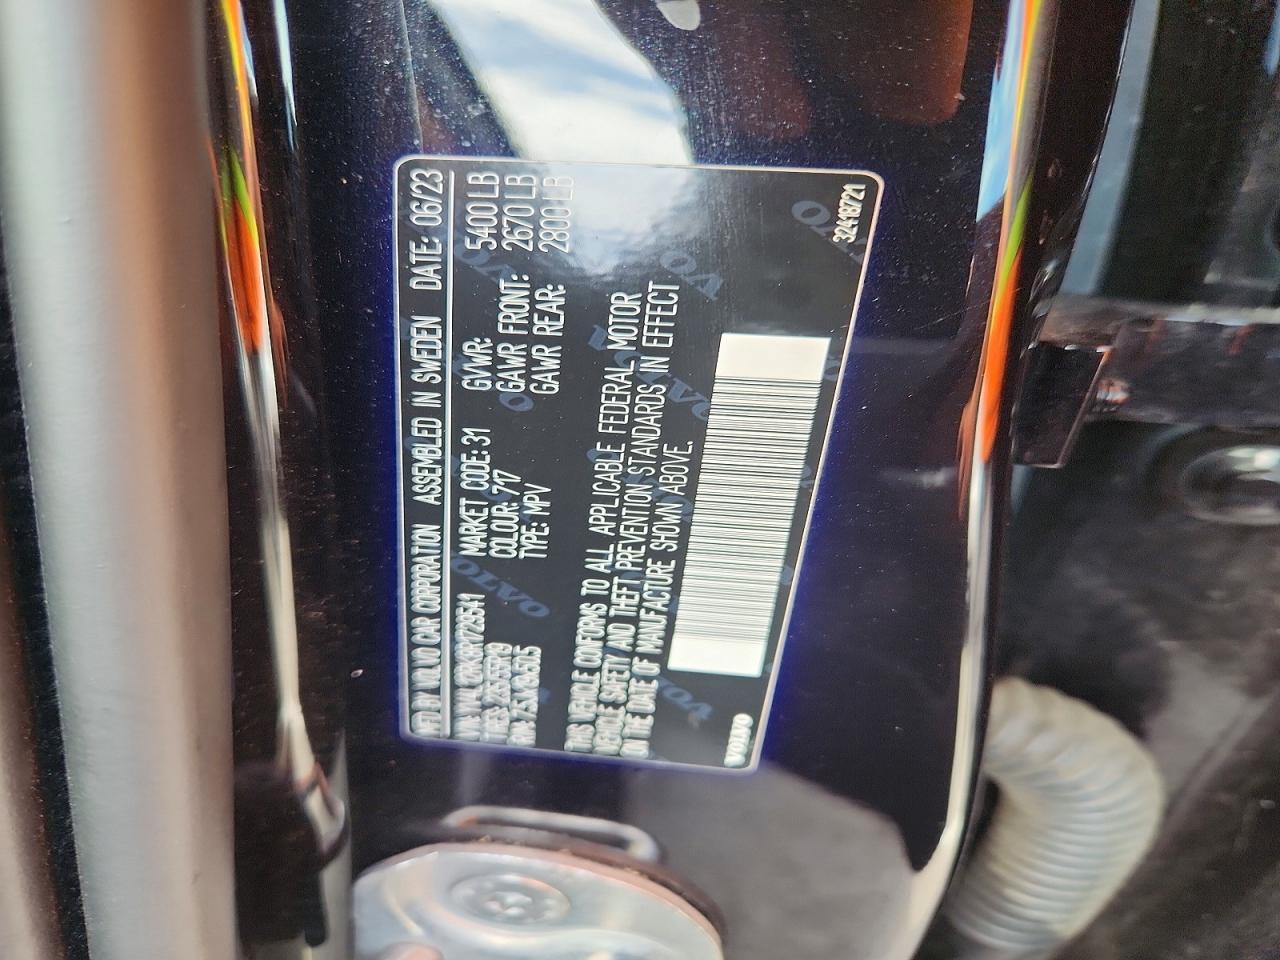 MFD BY VOLVO CAR CORPORATION ASSEMBLED IN SWEDEN DATE: 06/23
MARKET CODE: 31 GVWR: 5400 LB
COLOUR: 717 GAWR FRONT: 2670 LB
TYPE: MPV GAWR REAR: 2800 LB
THIS VEHICLE CONFORMS TO ALL APPLICABLE FEDERAL MOTOR
VEHICLE SAFETY AND THEFT PREVENTION STANDARDS IN EFFECT
ON THE DATE OF MANUFACTURE SHOWN ABOVE.
VOLVO
32418721